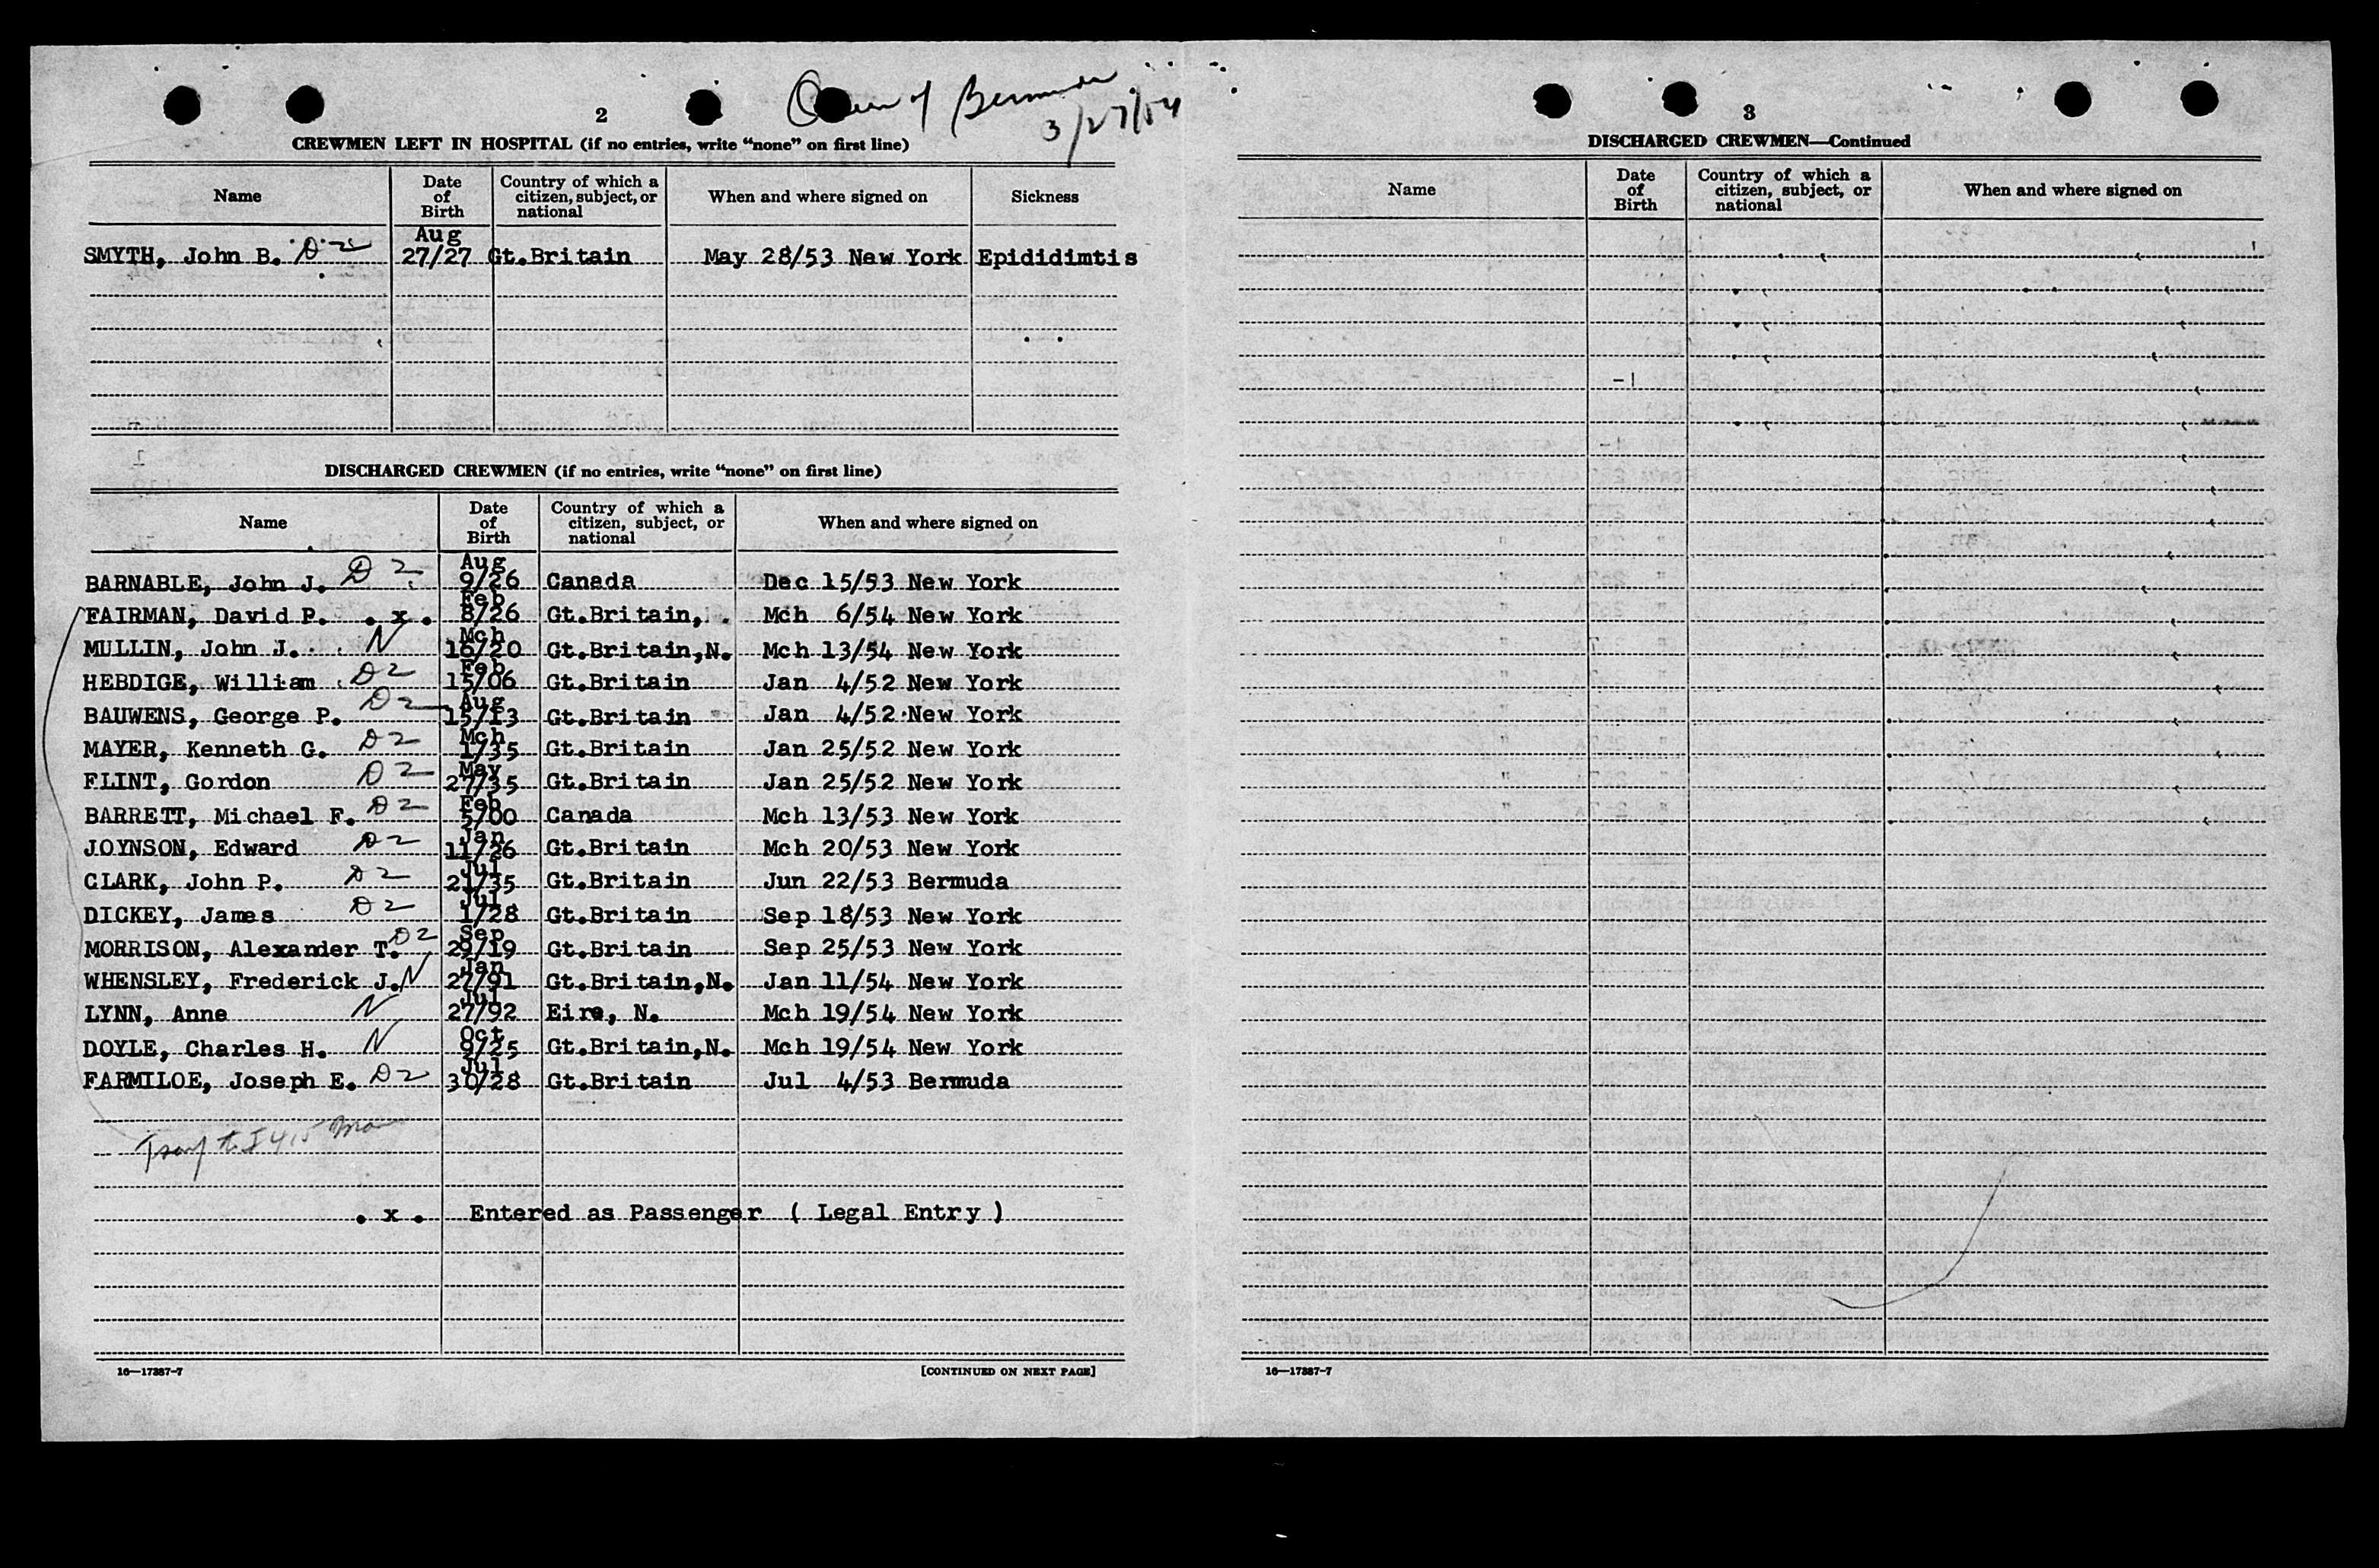 Queen of Bermuda
3/27/54
2
CREWMEN LEFT IN HOSPITAL (if no entries, write “none” on first line)
Name Date of Birth Country of which a citizen, subject, or national When and where signed on Sickness
SMYTH, John B. D2 Aug 27/27 Gt.Britain May 28/53 New York Epididimtis
DISCHARGED CREWMEN (if no entries, write “none” on first line)
Name Date of Birth Country of which a citizen, subject, or national When and where signed on
BARNABLE, John J. D2 Aug 9/26 Canada Dec 15/53 New York
FAIRMAN, David P. .x. Feb 8/26 Gt.Britain, Mch 6/54 New York
MULLIN, John J. N Mch 16/20 Gt.Britain,N. Mch 13/54 New York
HEBDIGE, William D2 Feb 15/06 Gt.Britain Jan 4/52 New York
BAUWENS, George P. D2 Aug 15/13 Gt.Britain Jan 4/52 New York
MAYER, Kenneth G. D2 Mch 1/35 Gt.Britain Jan 25/52 New York
FLINT, Gordon D2 May 27/35 Gt.Britain Jan 25/52 New York
BARRETT, Michael F. D2 Feb 5/00 Canada Mch 13/53 New York
JOYNSON, Edward D2 Jan 11/26 Gt.Britain Mch 20/53 New York
CLARK, John P. D2 Jul 21/35 Gt.Britain Jun 22/53 Bermuda
DICKEY, James D2 Jul 1/28 Gt.Britain Sep 18/53 New York
MORRISON, Alexander T. D2 Sep 29/19 Gt.Britain Sep 25/53 New York
WHENSLEY, Frederick J. N Jan 27/91 Gt.Britain,N. Jan 11/54 New York
LYNN, Anne N Jul 27/92 Eire, N. Mch 19/54 New York
DOYLE, Charles H. N Oct 9/25 Gt.Britain,N. Mch 19/54 New York
FARMILOE, Joseph E. D2 Jul 30/28 Gt.Britain Jul 4/53 Bermuda
.x. Entered as Passenger ( Legal Entry )
16—17387-7 [CONTINUED ON NEXT PAGE]
3
DISCHARGED CREWMEN—Continued
Name Date of Birth Country of which a citizen, subject, or national When and where signed on
16—17387-7